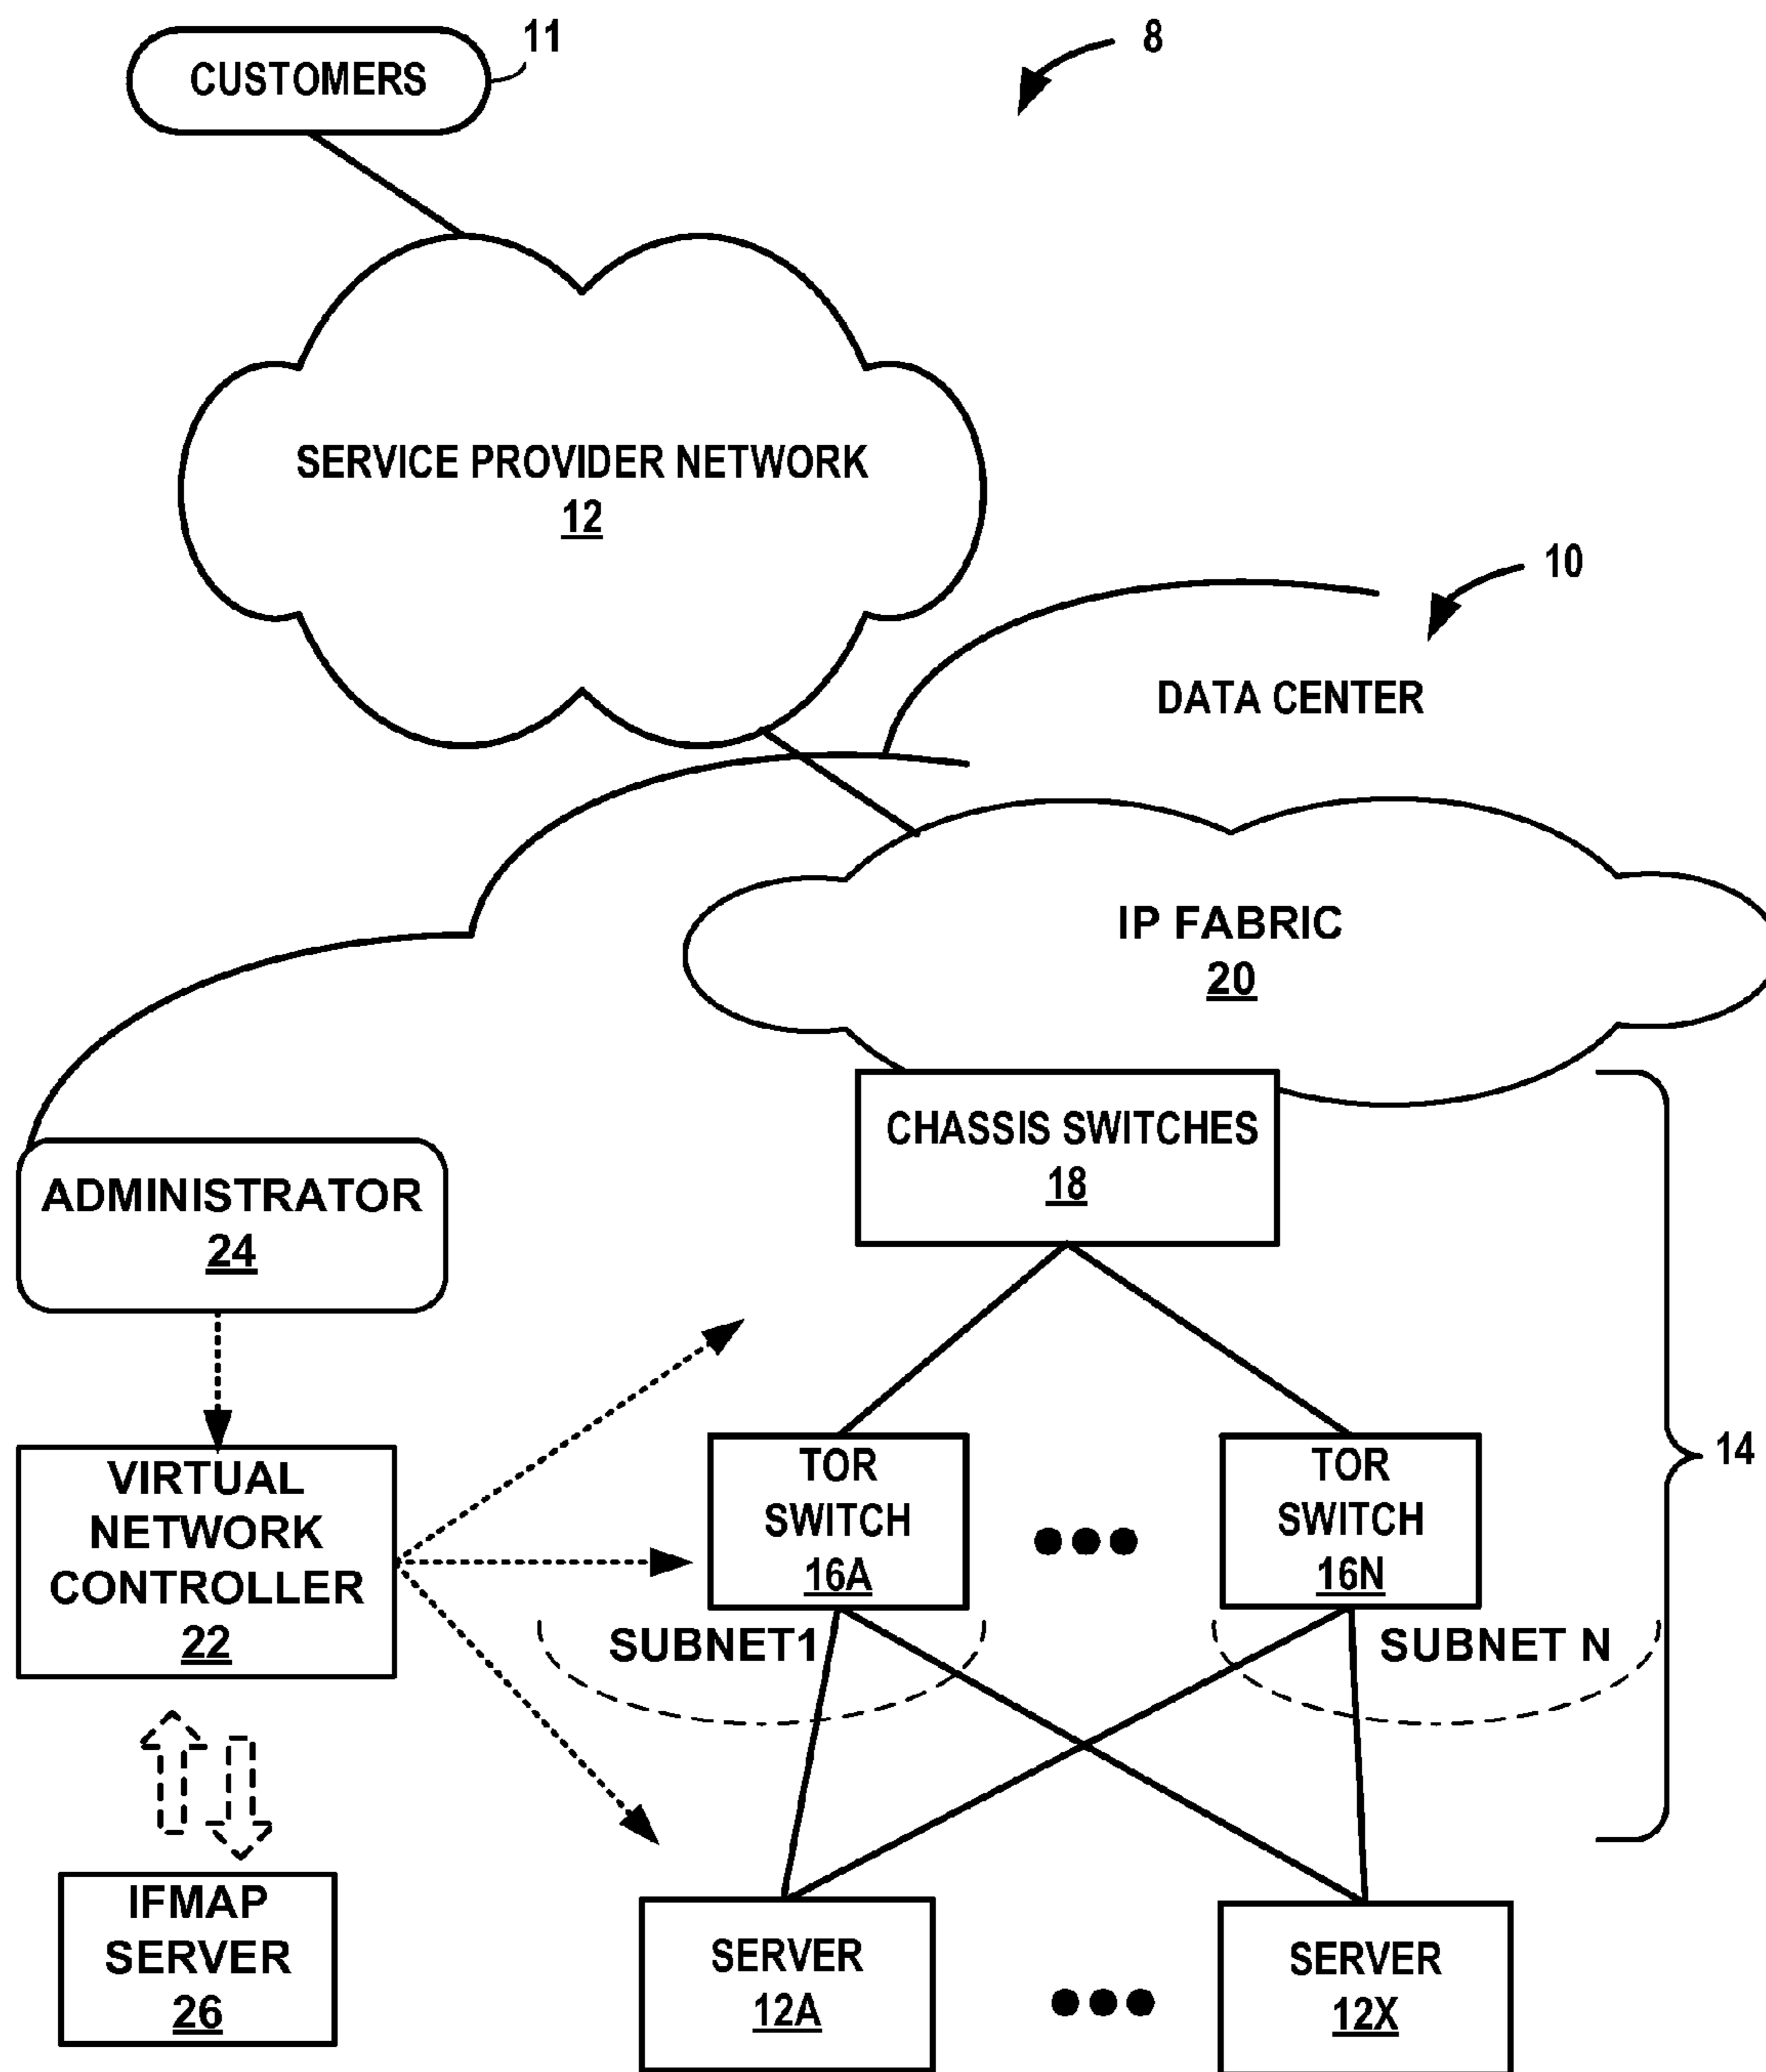 CUSTOMERS
11
8
SERVICE PROVIDER NETWORK
12
10
DATA CENTER
IP FABRIC
20
CHASSIS SWITCHES
18
ADMINISTRATOR
24
VIRTUAL
NETWORK
CONTROLLER
22
TOR
SWITCH
16A
TOR
SWITCH
16N
14
SUBNET1
SUBNET N
IFMAP
SERVER
26
SERVER
12A
SERVER
12X